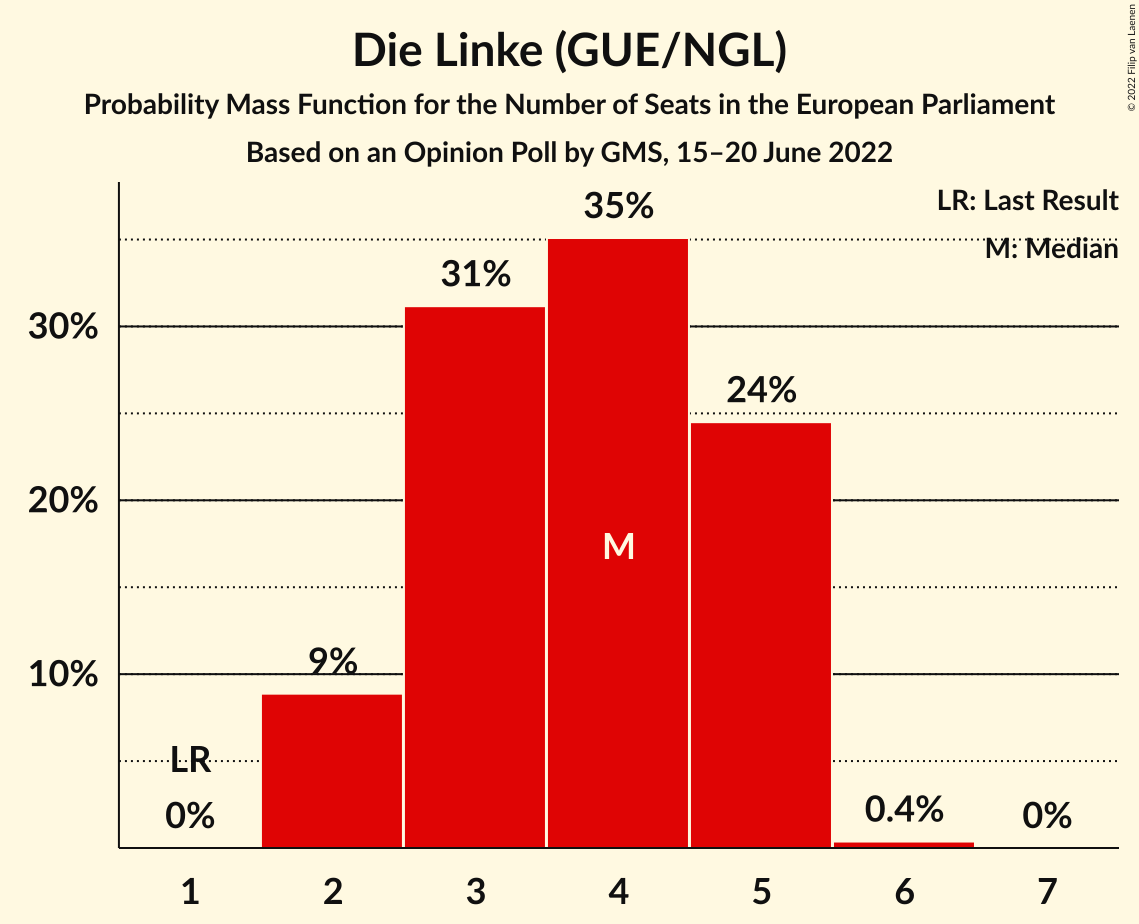 Die Linke (GUE/NGL)
Probability Mass Function for the Number of Seats in the European Parliament
Based on an Opinion Poll by GMS, 15–20 June 2022
© 2022 Filip van Laenen
LR: Last Result
M: Median
35%
31%
30%
24%
20%
M
9%
10%
LR
0%
0.4%
0%
1 2 3 4 5 6 7